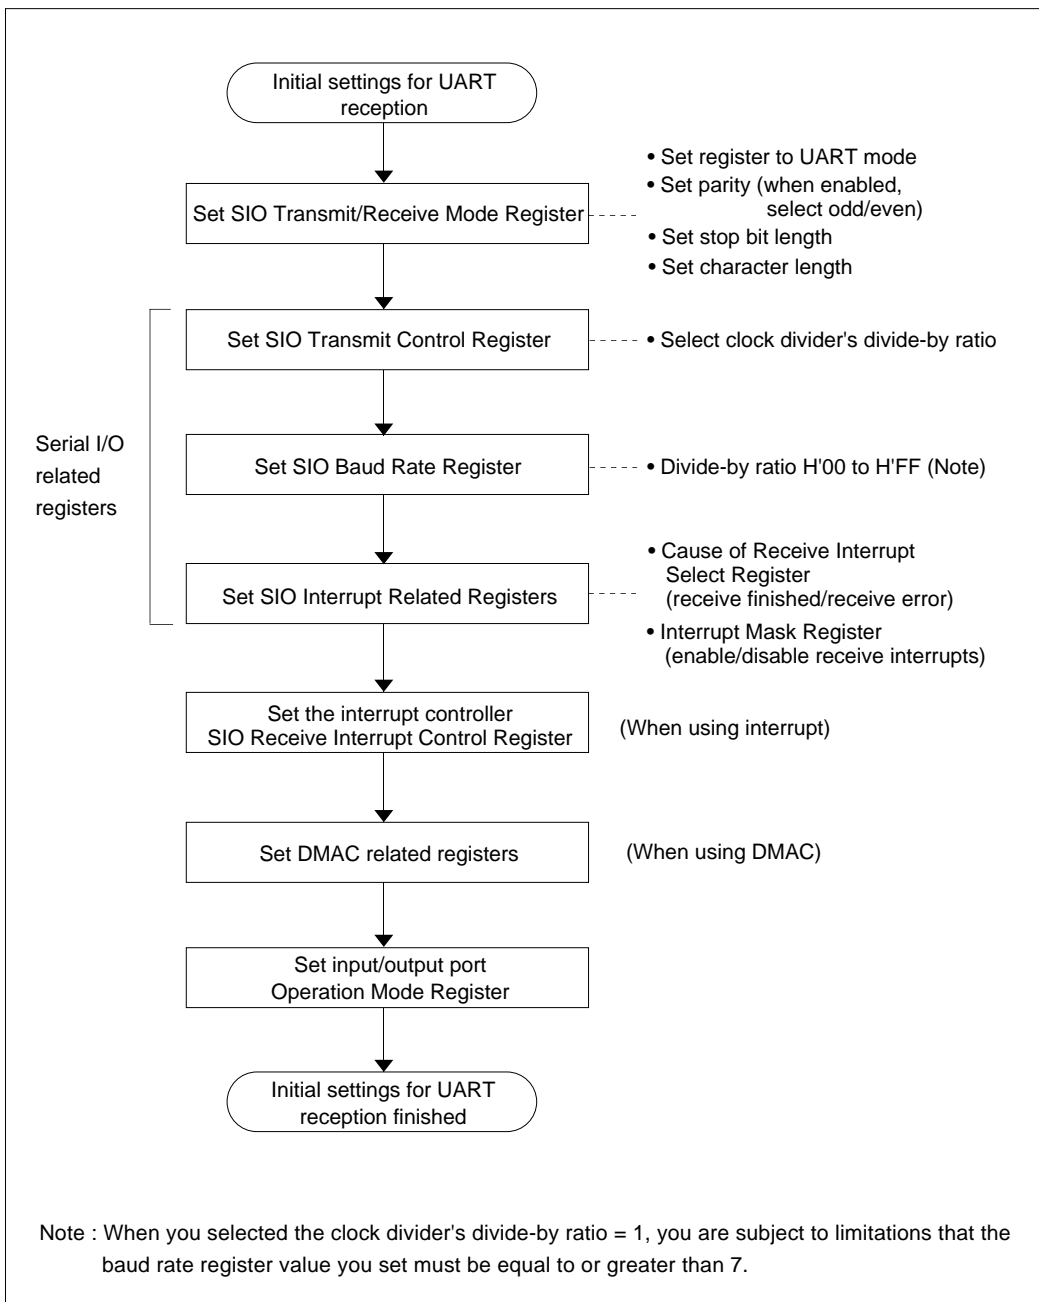 Initial settings for UART
reception
Set SIO Transmit/Receive Mode Register
• Set register to UART mode
• Set parity (when enabled,
select odd/even)
• Set stop bit length
• Set character length
Serial I/O
related
registers
Set SIO Transmit Control Register
• Select clock divider's divide-by ratio
Set SIO Baud Rate Register
• Divide-by ratio H'00 to H'FF (Note)
Set SIO Interrupt Related Registers
• Cause of Receive Interrupt
Select Register
(receive finished/receive error)
• Interrupt Mask Register
(enable/disable receive interrupts)
Set the interrupt controller
SIO Receive Interrupt Control Register
(When using interrupt)
Set DMAC related registers
(When using DMAC)
Set input/output port
Operation Mode Register
Initial settings for UART
reception finished
Note : When you selected the clock divider's divide-by ratio = 1, you are subject to limitations that the
baud rate register value you set must be equal to or greater than 7.